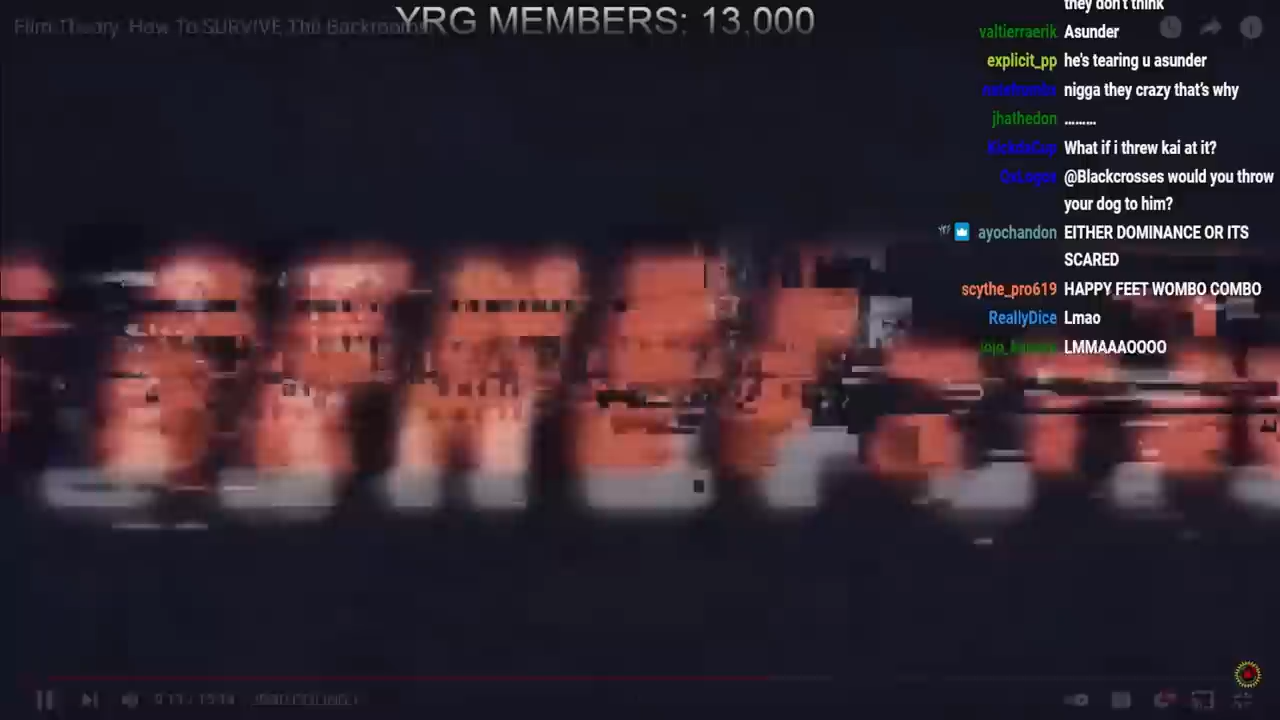 they don't think
YRG MEMBERS: 13,000
Film Theory: How To SURVIVE The Backrooms
valtierraerik Asunder
explicit_pp he's tearing u asunder
nigga they crazy that's why
jhathedon ………
KickdaCup What if i threw kai at it?
OvLogos @Blackcrosses would you throw
your dog to him?
ayochandon EITHER DOMINANCE OR ITS
SCARED
scythe_pro619 HAPPY FEET WOMBO COMBO
ReallyDice Lmao
LMMAAAOOOO